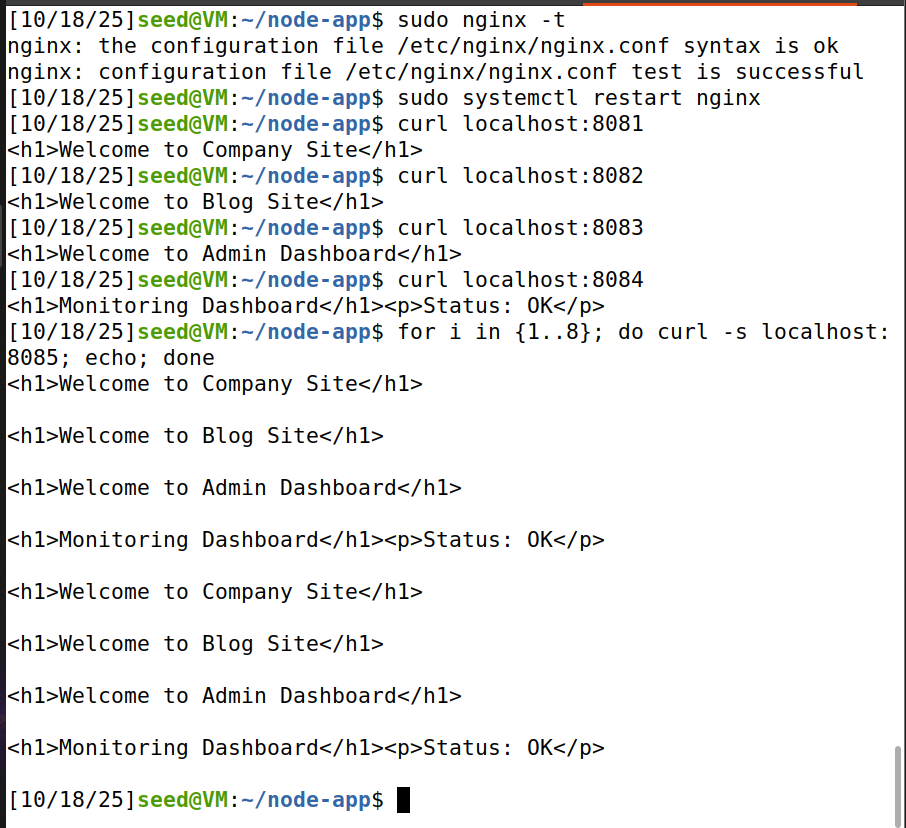 [10/18/25]seed@VM:~/node-app$ sudo nginx -t
nginx: the configuration file /etc/nginx/nginx.conf syntax is ok
nginx: configuration file /etc/nginx/nginx.conf test is successful
[10/18/25]seed@VM:~/node-app$ sudo systemctl restart nginx
[10/18/25]seed@VM:~/node-app$ curl localhost:8081
<h1>Welcome to Company Site</h1>
[10/18/25]seed@VM:~/node-app$ curl localhost:8082
<h1>Welcome to Blog Site</h1>
[10/18/25]seed@VM:~/node-app$ curl localhost:8083
<h1>Welcome to Admin Dashboard</h1>
[10/18/25]seed@VM:~/node-app$ curl localhost:8084
<h1>Monitoring Dashboard</h1><p>Status: OK</p>
[10/18/25]seed@VM:~/node-app$ for i in {1..8}; do curl -s localhost:
8085; echo; done
<h1>Welcome to Company Site</h1>
<h1>Welcome to Blog Site</h1>
<h1>Welcome to Admin Dashboard</h1>
<h1>Monitoring Dashboard</h1><p>Status: OK</p>
<h1>Welcome to Company Site</h1>
<h1>Welcome to Blog Site</h1>
<h1>Welcome to Admin Dashboard</h1>
<h1>Monitoring Dashboard</h1><p>Status: OK</p>
[10/18/25]seed@VM:~/node-app$